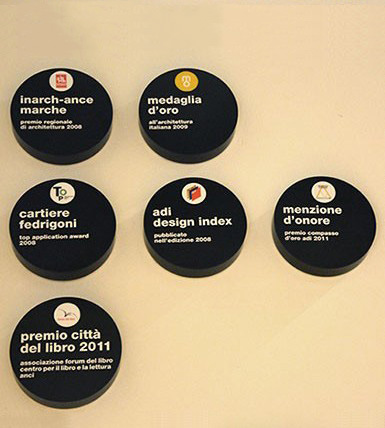 inarch-ance
marche
premio regionale
di architettura 2008
medaglia
d'oro
all'architettura
italiana 2009
TOP
cartiere
fedrigoni
top application award
2008
adi
design index
pubblicato
nell'edizione 2008
menzione
d'onore
premio compasso
d'oro adi 2011
premio città
del libro 2011
associazione forum del libro
centro per il libro e la lettura
anci